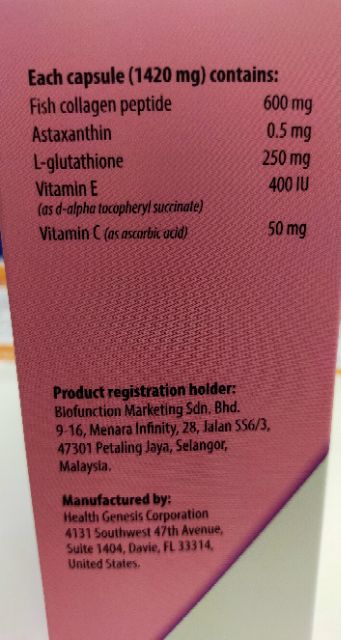 Each capsule (1420 mg) contains:
Fish collagen peptide 600 mg
Astaxanthin 0.5 mg
L-glutathione 250 mg
Vitamin E 400 IU
(as d-alpha tocopheryl succinate)
Vitamin C (as ascorbic acid) 50 mg
Product registration holder:
Biofunction Marketing Sdn. Bhd.
9-16, Menara Infinity, 28, Jalan SS6/3,
47301 Petaling Jaya, Selangor,
Malaysia.
Manufactured by:
Health Genesis Corporation
4131 Southwest 47th Avenue,
Suite 1404, Davie, FL 33314,
United States.